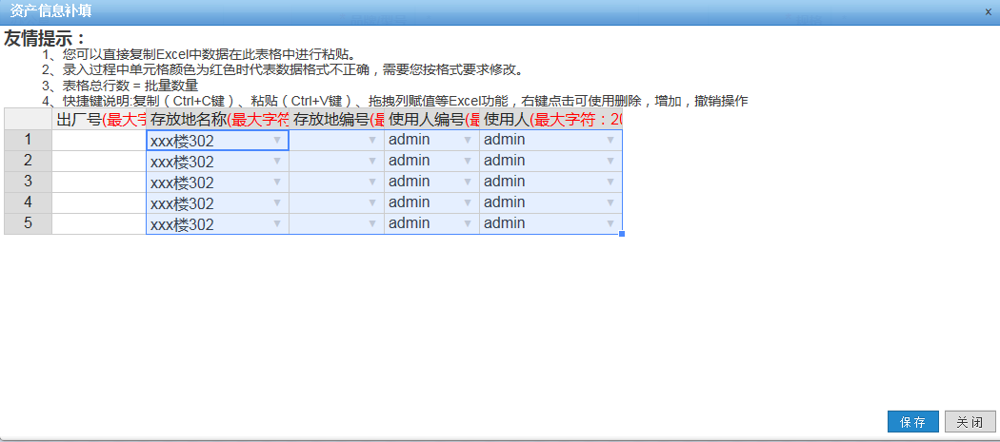 资产信息补填 ×
友情提示：
1、您可以直接复制Excel中数据在此表格中进行粘贴。
2、录入过程中单元格颜色为红色时代表数据格式不正确，需要您按格式要求修改。
3、表格总行数 = 批量数量
4、快捷键说明:复制（Ctrl+C键）、粘贴（Ctrl+V键）、拖拽列赋值等Excel功能，右键点击可使用删除，增加，撤销操作
出厂号(最大字 存放地名称(最大字符 存放地编号(最 使用人编号(最 使用人(最大字符：20
1 xxx楼302 admin admin
2 xxx楼302 admin admin
3 xxx楼302 admin admin
4 xxx楼302 admin admin
5 xxx楼302 admin admin
保存 关闭